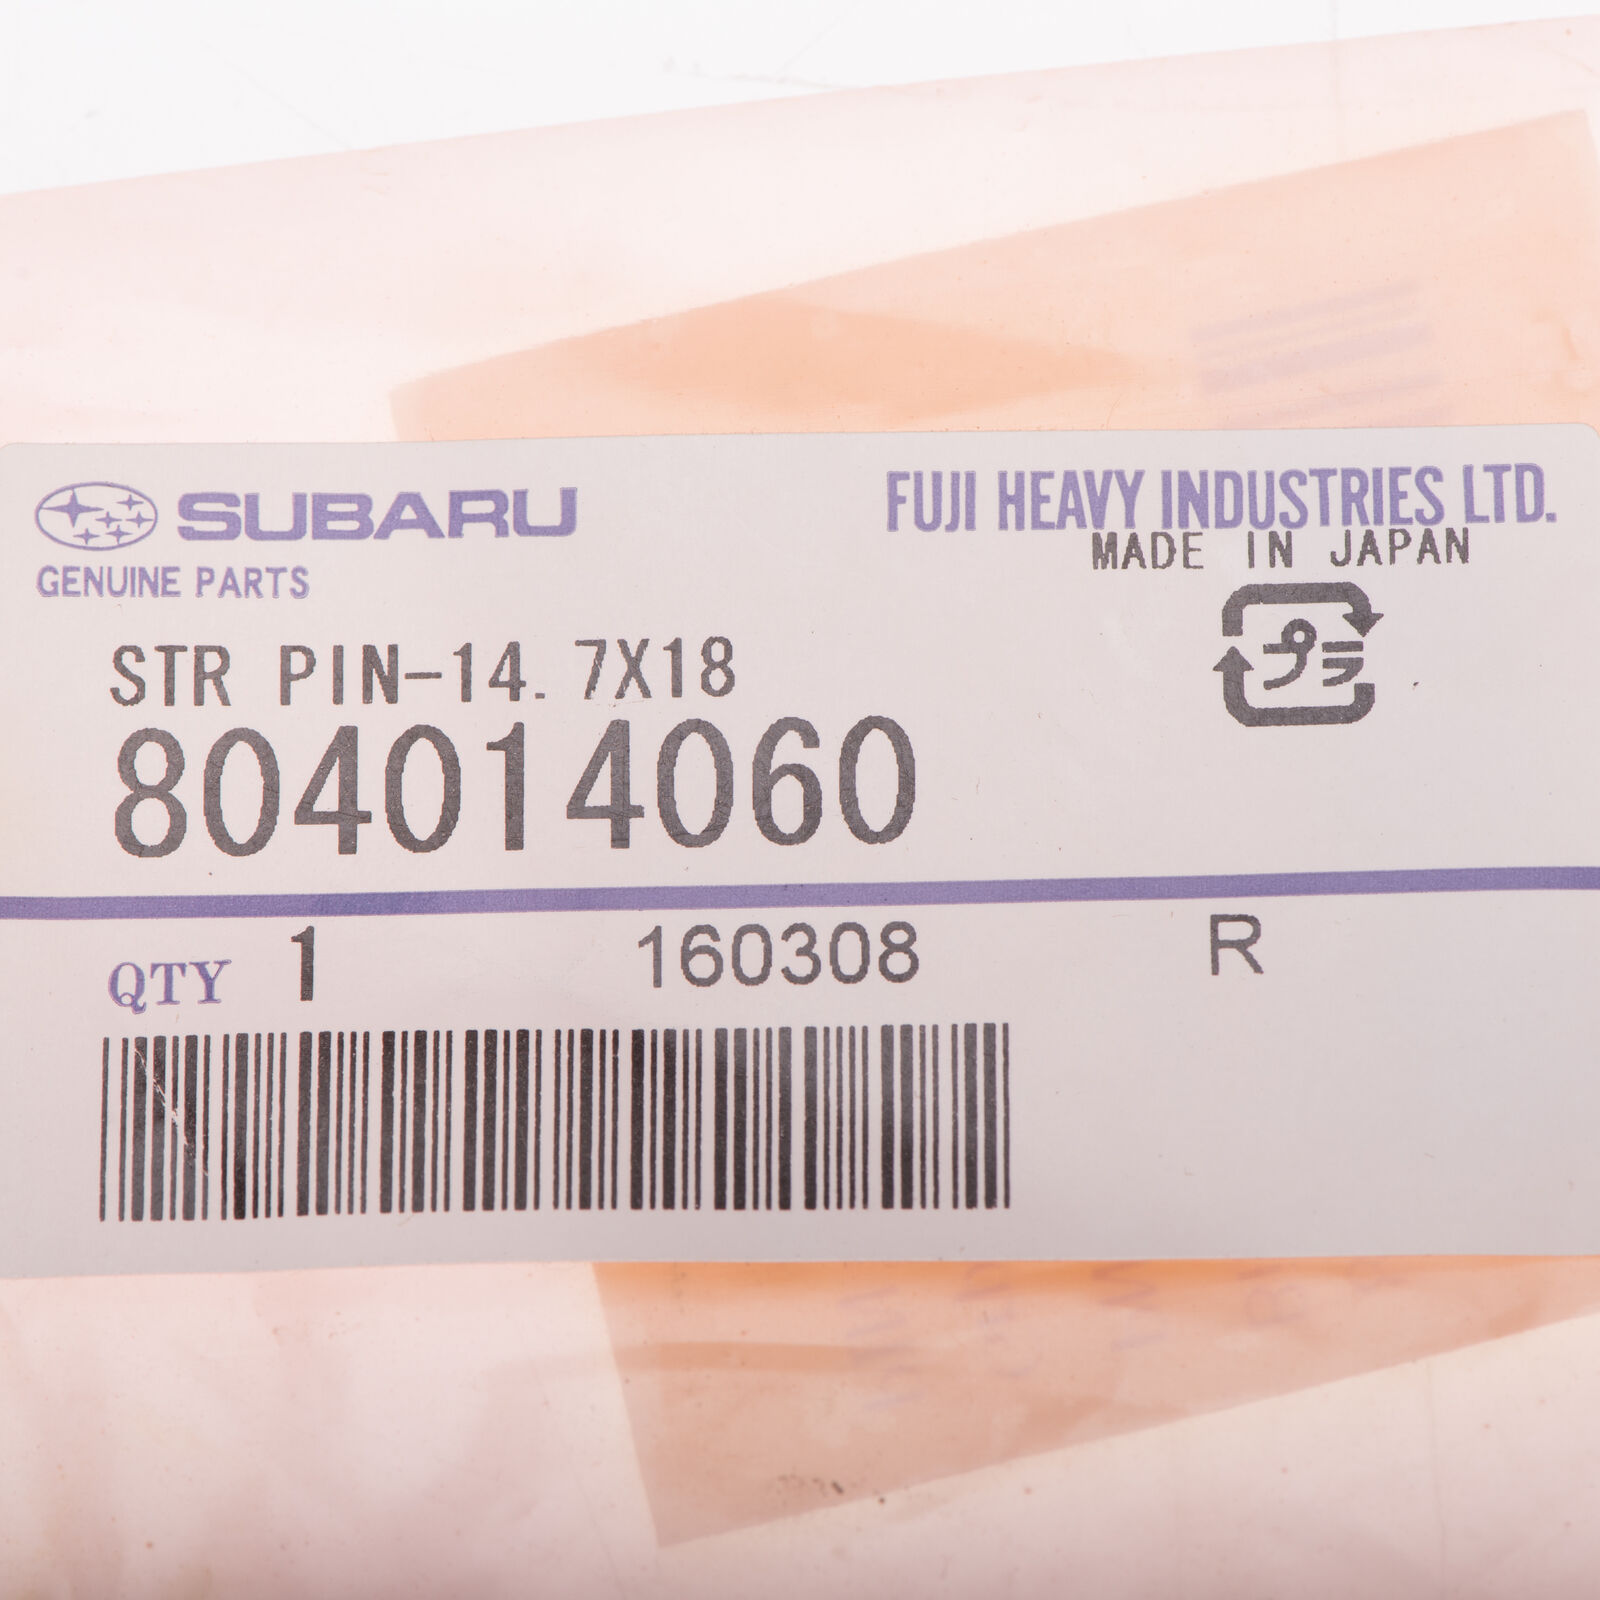 SUBARU
GENUINE PARTS
FUJI HEAVY INDUSTRIES LTD.
MADE IN JAPAN
プラ
STR PIN-14. 7X18
804014060
QTY 1 160308 R